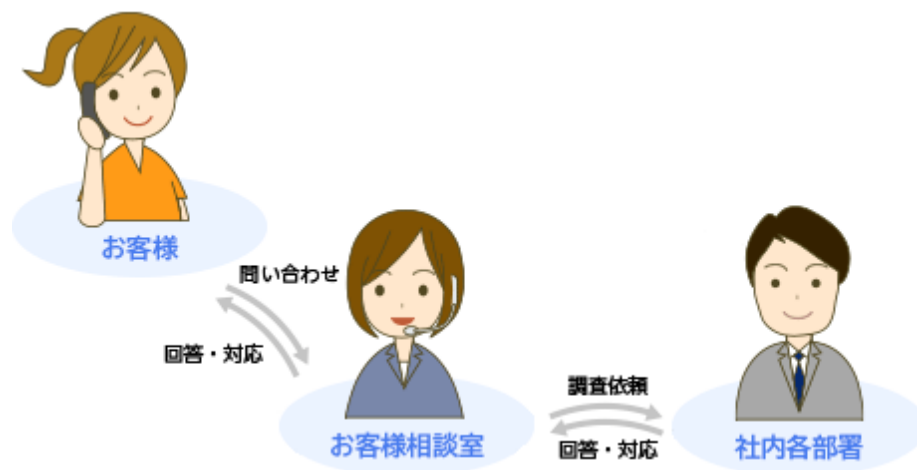 お客様
問い合わせ
回答・対応
調査依頼
お客様相談室
回答・対応
社内各部署